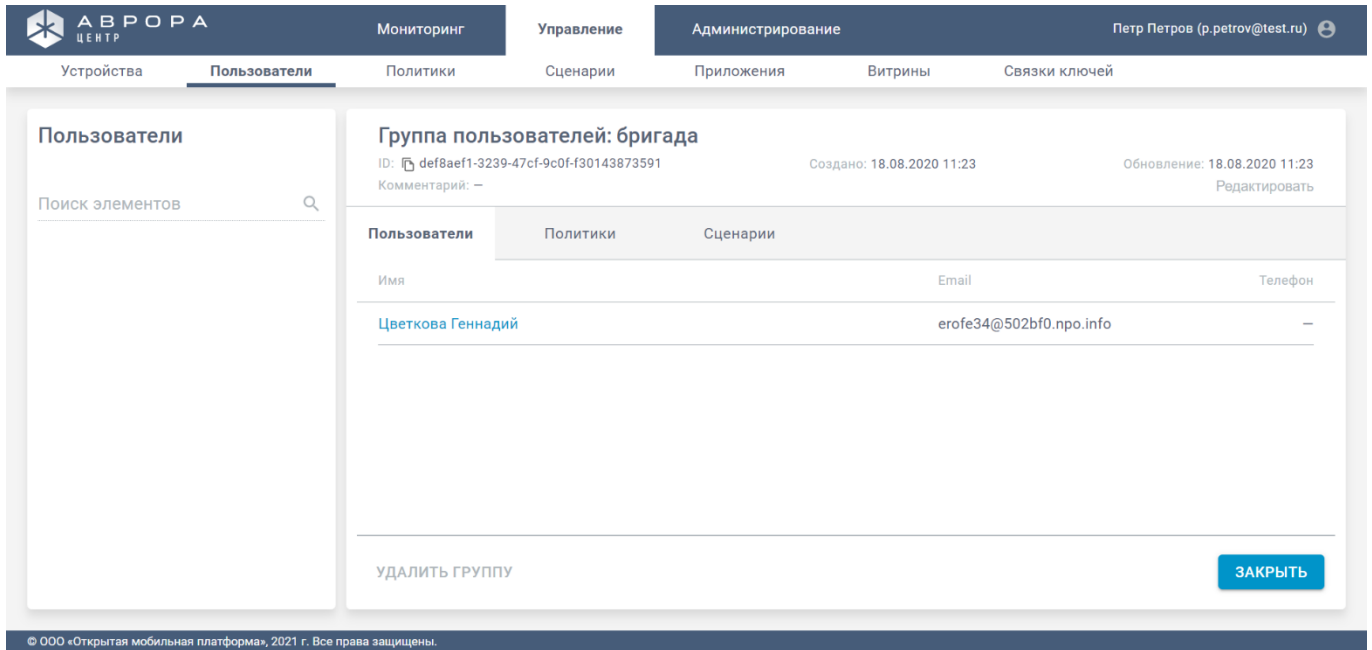 АВРОРА
ЦЕНТР
Мониторинг Управление Администрирование Петр Петров (p.petrov@test.ru)
Устройства Пользователи Политики Сценарии Приложения Витрины Связки ключей
Пользователи
Поиск элементов
Группа пользователей: бригада
ID: def8aef1-3239-47cf-9c0f-f30143873591 Создано: 18.08.2020 11:23 Обновление: 18.08.2020 11:23
Комментарий: — Редактировать
Пользователи Политики Сценарии
Имя Email Телефон
Цветкова Геннадий erofe34@502bf0.npo.info —
УДАЛИТЬ ГРУППУ ЗАКРЫТЬ
© ООО «Открытая мобильная платформа», 2021 г. Все права защищены.